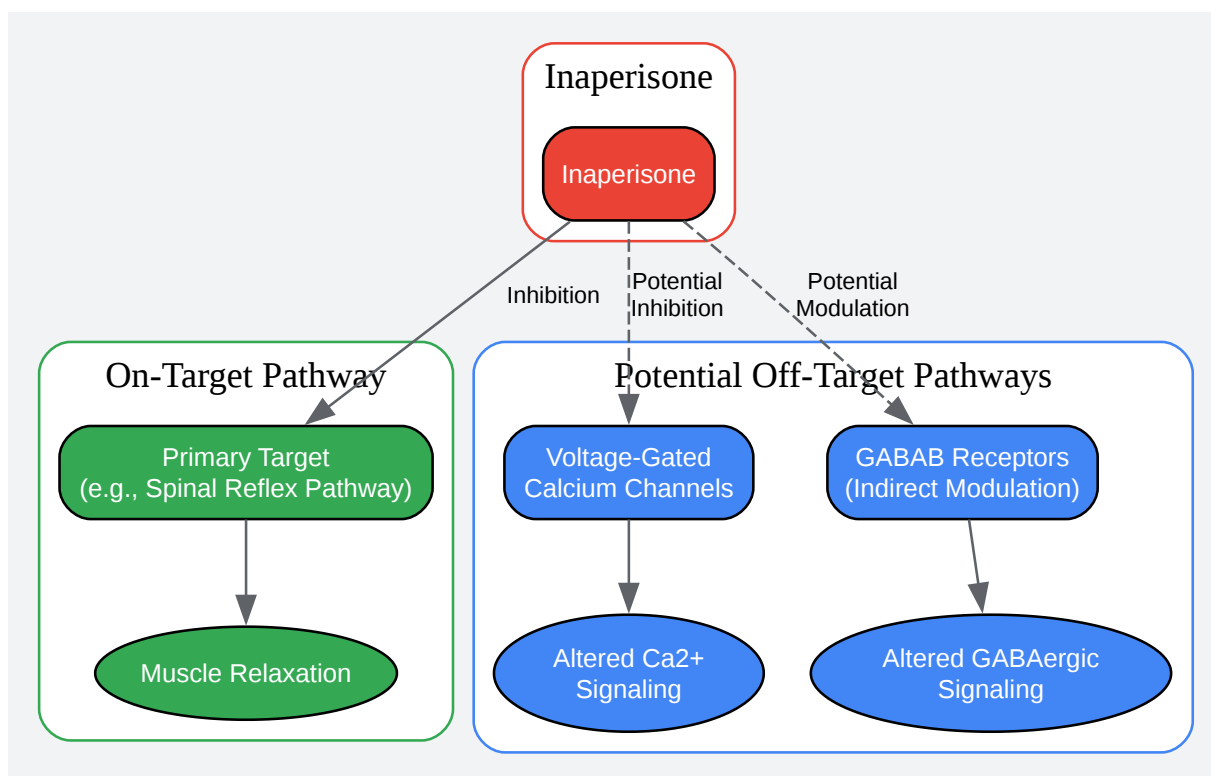 Inaperisone
Inaperisone
Inhibition
Potential
Inhibition
Potential
Modulation
On-Target Pathway
Primary Target
(e.g., Spinal Reflex Pathway)
Muscle Relaxation
Potential Off-Target Pathways
Voltage-Gated
Calcium Channels
GABAB Receptors
(Indirect Modulation)
Altered Ca2+
Signaling
Altered GABAergic
Signaling